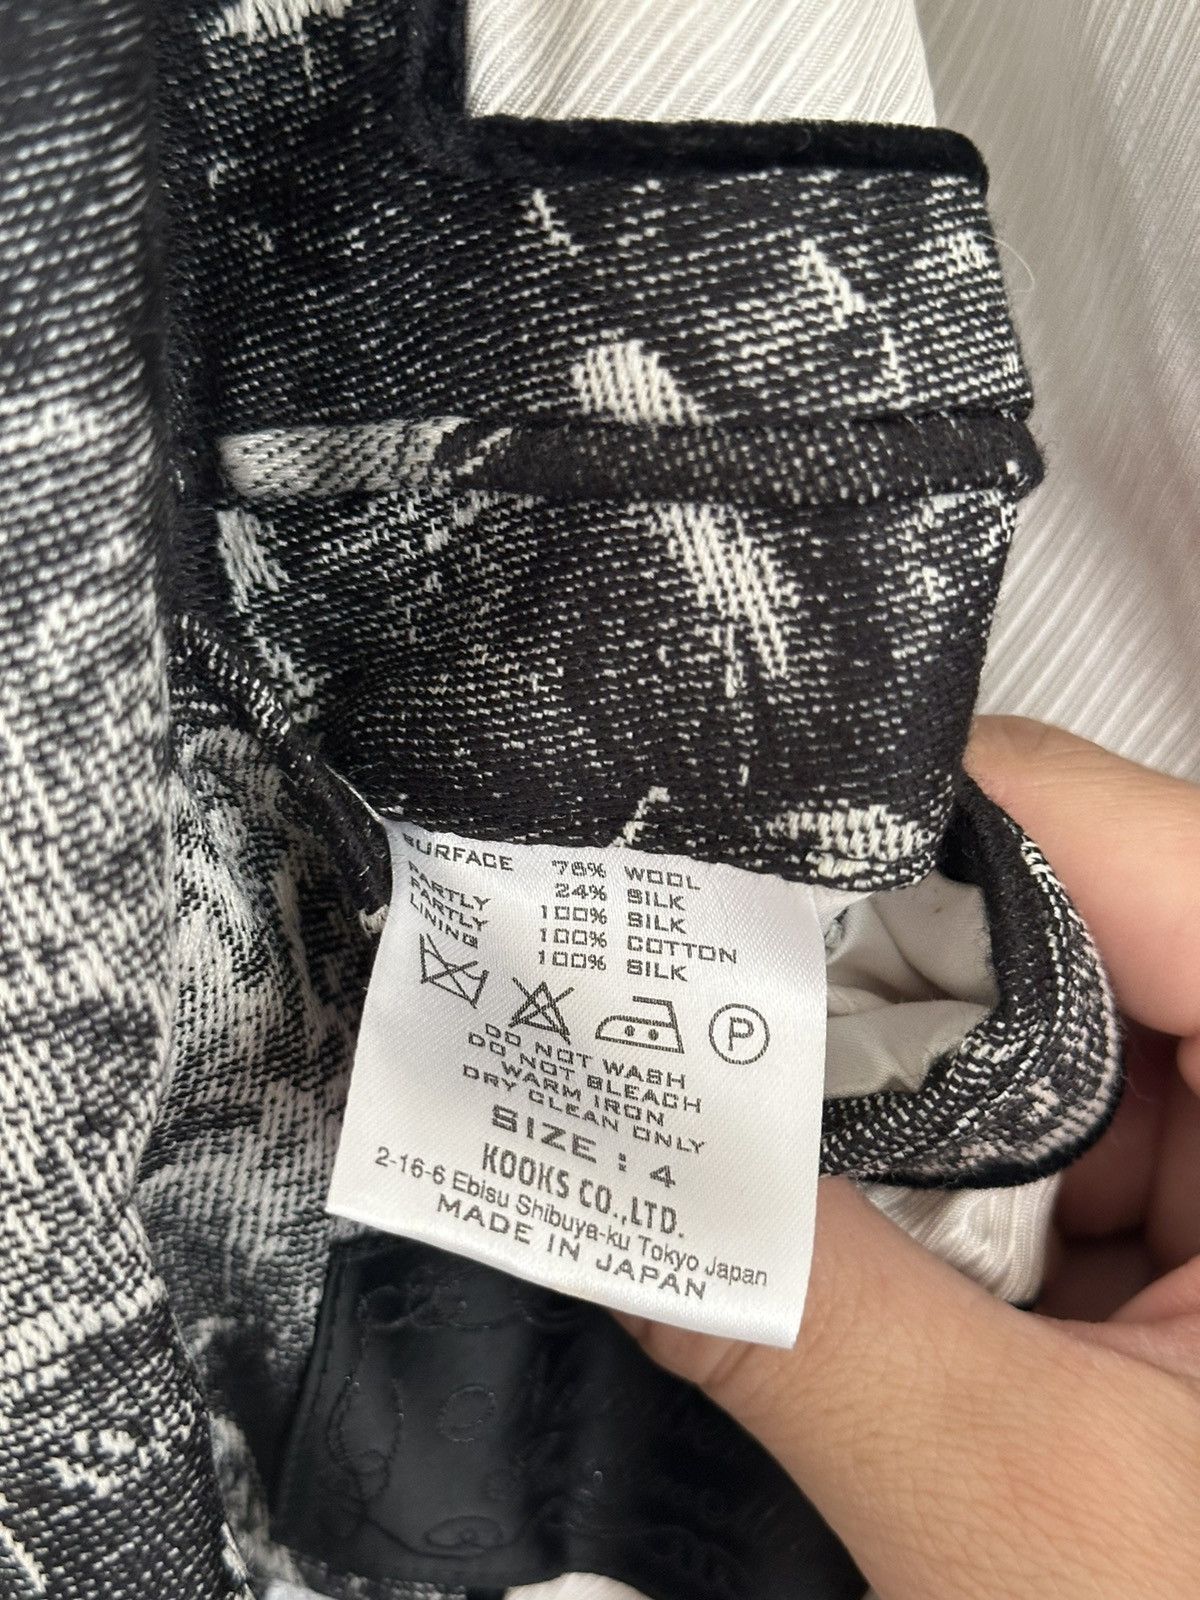 SURFACE 76% WOOL
24% SILK
PARTLY 100% SILK
PARTLY 100% COTTON
LINING 100% SILK
P
DO NOT WASH
DO NOT BLEACH
WARM IRON
DRY CLEAN ONLY
SIZE : 4
KOOKS CO.,LTD.
2-16-6 Ebisu Shibuya-ku Tokyo Japan
MADE IN JAPAN